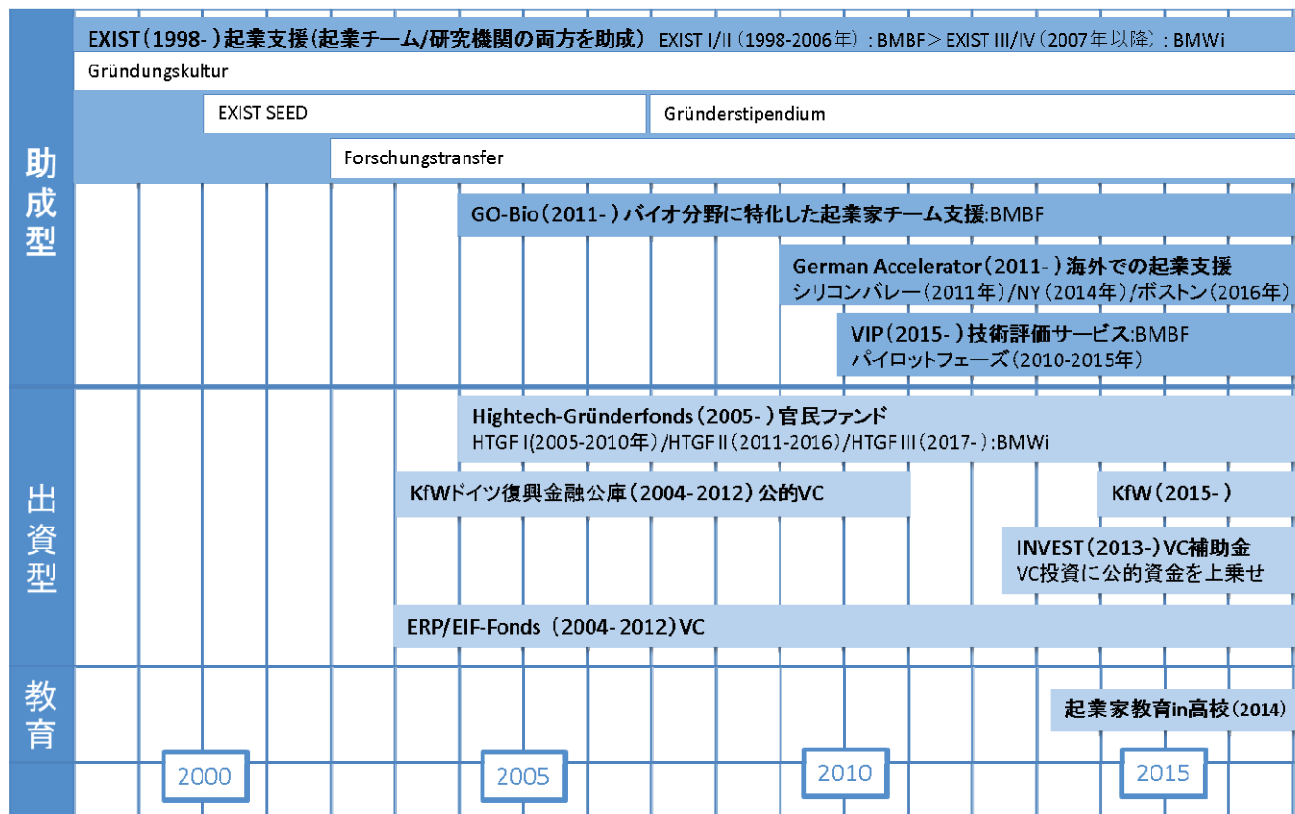 EXIST(1998-)起業支援(起業チーム/研究機関の両方を助成) EXIST I/II (1998-2006年) : BMBF> EXIST III/IV (2007年以降) : BMWi
Gründungskultur
EXIST SEED
Gründerstipendium
Forschungstransfer
助成型
GO-Bio(2011-)バイオ分野に特化した起業家チーム支援:BMBF
German Accelerator(2011-)海外での起業支援
シリコンバレー(2011年)/NY(2014年)/ボストン(2016年)
VIP(2015-)技術評価サービス:BMBF
パイロットフェーズ(2010-2015年)
出資型
Hightech-Gründerfonds(2005-)官民ファンド
HTGF I(2005-2010年)/HTGF II(2011-2016)/HTGF III(2017-):BMWi
KfWドイツ復興金融公庫(2004-2012)公的VC
KfW(2015-)
INVEST(2013-)VC補助金
VC投資に公的資金を上乗せ
ERP/EIF-Fonds (2004-2012)VC
教育
起業家教育in高校(2014)
2000
2005
2010
2015